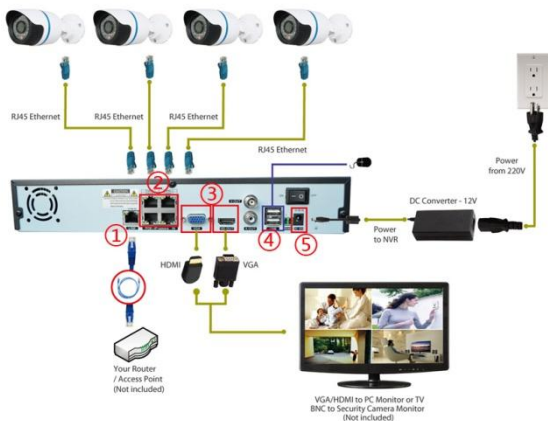 RJ45 Ethernet
RJ45 Ethernet
RJ45 Ethernet
RJ45 Ethernet
Power
from 220V
②
③
①
④
⑤
DC Converter - 12V
Power
to NVR
HDMI
VGA
Your Router
/ Access Point
(Not included)
VGA/HDMI to PC Monitor or TV
BNC to Security Camera Monitor
(Not included)